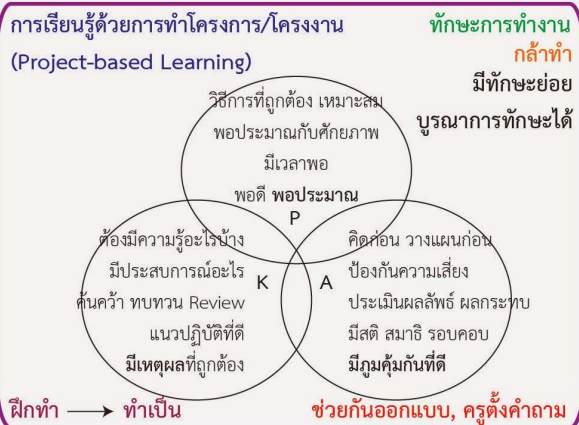 การเรียนรู้ด้วยการทำโครงการ/โครงงาน
(Project-based Learning)
ทักษะการทำงาน
กล้าทำ
มีทักษะย่อย
บูรณาการทักษะได้
วิธีการที่ถูกต้อง เหมาะสม
พอประมาณกับศักยภาพ
มีเวลาพอ
พอดี พอประมาณ
P
ต้องมีความรู้อะไรบ้าง
มีประสบการณ์อะไร
ค้นคว้า ทบทวน Review
แนวปฏิบัติที่ดี
มีเหตุผลที่ถูกต้อง
K
A
คิดก่อน วางแผนก่อน
ป้องกันความเสี่ยง
ประเมินผลลัพธ์ ผลกระทบ
มีสติ สมาธิ รอบคอบ
มีภูมคุ้มกันที่ดี
ฝึกทำ ⟶ ทำเป็น
ช่วยกันออกแบบ, ครูตั้งคำถาม